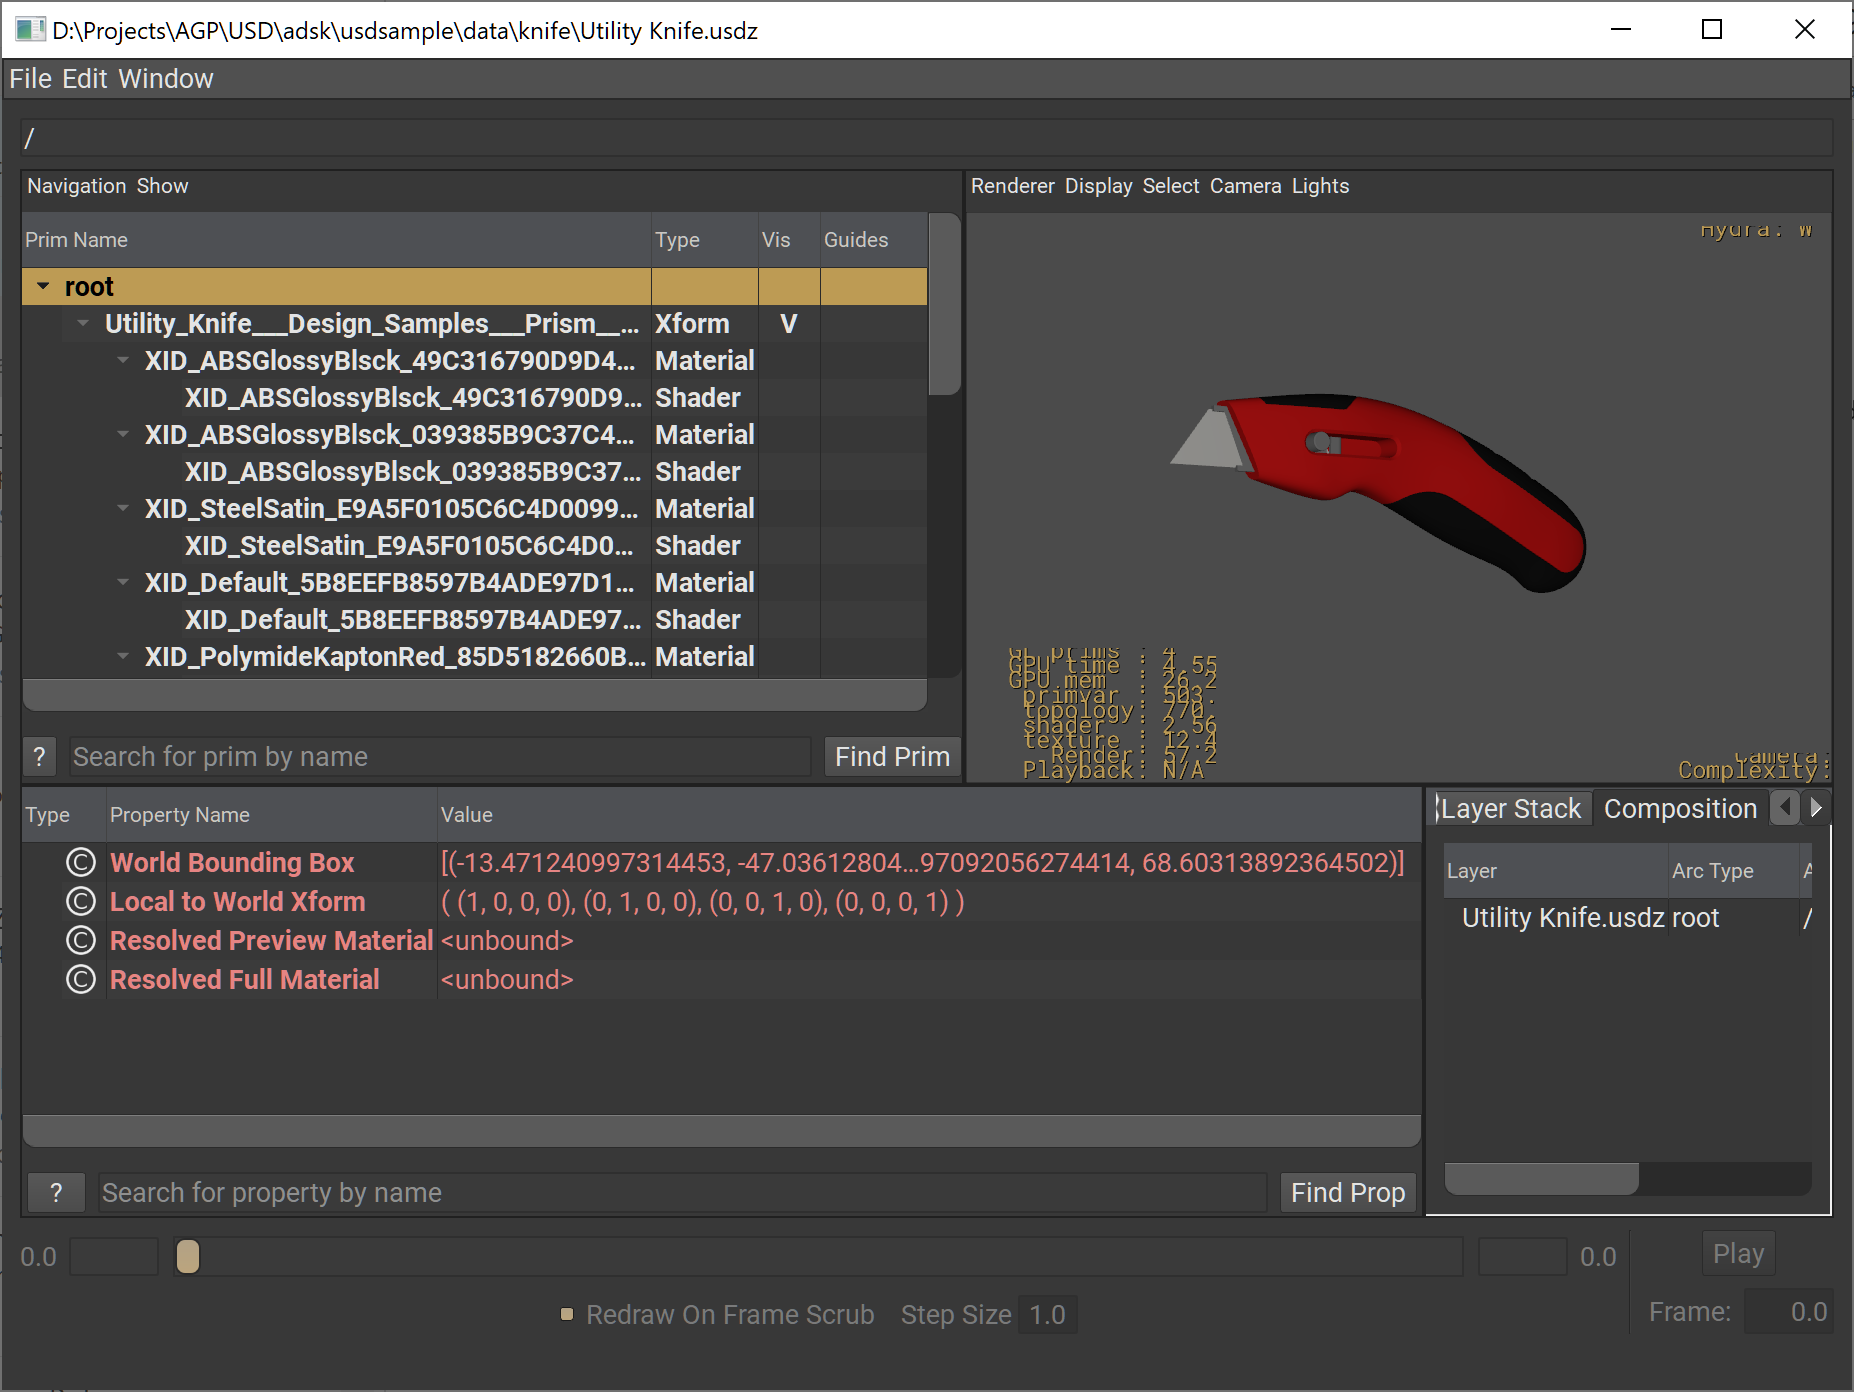 D:\Projects\AGP\USD\adsk\usdsample\data\knife\Utility Knife.usdz
File Edit Window
/
Navigation Show
Prim Name Type Vis Guides
root
Utility_Knife___Design_Samples___Prism__... Xform V
XID_ABSGlossyBlsck_49C316790D9D4... Material
XID_ABSGlossyBlsck_49C316790D9... Shader
XID_ABSGlossyBlsck_039385B9C37C4... Material
XID_ABSGlossyBlsck_039385B9C37... Shader
XID_SteelSatin_E9A5F0105C6C4D0099... Material
XID_SteelSatin_E9A5F0105C6C4D0... Shader
XID_Default_5B8EEFB8597B4ADE97D1... Material
XID_Default_5B8EEFB8597B4ADE97... Shader
XID_PolymideKaptonRed_85D5182660B... Material
? Search for prim by name Find Prim
Renderer Display Select Camera Lights
Hydra: W
Gl prims : 4
GPU time : 4.55
GPU mem : 26.2
primvar : 503.
topology: 770.
shader : 2.56
texture : 12.4
Render: 57.2
Playback: N/A
Camera:
Complexity:
Type Property Name Value
C World Bounding Box [(-13.471240997314453, -47.03612804...97092056274414, 68.60313892364502)]
C Local to World Xform ( (1, 0, 0, 0), (0, 1, 0, 0), (0, 0, 1, 0), (0, 0, 0, 1) )
C Resolved Preview Material <unbound>
C Resolved Full Material <unbound>
? Search for property by name Find Prop
Layer Stack Composition
Layer Arc Type
Utility Knife.usdz root /
0.0 0.0 Play
Redraw On Frame Scrub Step Size 1.0 Frame: 0.0